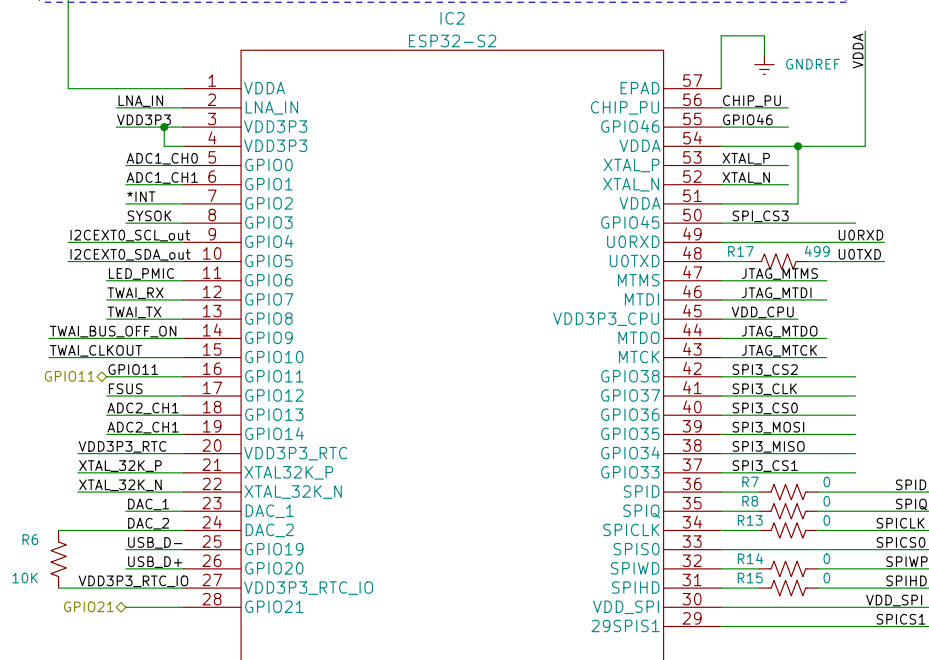 IC2
ESP32-S2
1 VDDA
LNA_IN 2 LNA_IN
VDD3P3 3 VDD3P3
4 VDD3P3
ADC1_CH0 5 GPIO0
ADC1_CH1 6 GPIO1
*INT 7 GPIO2
SYSOK 8 GPIO3
I2CEXT0_SCL_out 9 GPIO4
I2CEXT0_SDA_out 10 GPIO5
LED_PMIC 11 GPIO6
TWAI_RX 12 GPIO7
TWAI_TX 13 GPIO8
TWAI_BUS_OFF_ON 14 GPIO9
TWAI_CLKOUT 15 GPIO10
GPIO11 GPIO11 16 GPIO11
FSUS 17 GPIO12
ADC2_CH1 18 GPIO13
ADC2_CH1 19 GPIO14
VDD3P3_RTC 20 VDD3P3_RTC
XTAL_32K_P 21 XTAL32K_P
XTAL_32K_N 22 XTAL_32K_N
DAC_1 23 DAC_1
DAC_2 24 DAC_2
R6
10K
USB_D- 25 GPIO19
USB_D+ 26 GPIO20
VDD3P3_RTC_IO 27 VDD3P3_RTC_IO
GPIO21 28 GPIO21
EPAD 57 GNDREF
VDDA
CHIP_PU 56 CHIP_PU
GPIO46 55 GPIO46
VDDA 54
XTAL_P 53 XTAL_P
XTAL_N 52 XTAL_N
VDDA 51
GPIO45 50 SPI_CS3
U0RXD 49 U0RXD
U0TXD 48 R17 499 U0TXD
MTMS 47 JTAG_MTMS
MTDI 46 JTAG_MTDI
VDD3P3_CPU 45 VDD_CPU
MTDO 44 JTAG_MTDO
MTCK 43 JTAG_MTCK
GPIO38 42 SPI3_CS2
GPIO37 41 SPI3_CLK
GPIO36 40 SPI3_CS0
GPIO35 39 SPI3_MOSI
GPIO34 38 SPI3_MISO
GPIO33 37 SPI3_CS1
SPID 36 R7 0 SPID
SPIQ 35 R8 0 SPIQ
SPICLK 34 R13 0 SPICLK
SPIS0 33 SPICS0
SPIWD 32 R14 0 SPIWP
SPIHD 31 R15 0 SPIHD
VDD_SPI 30 VDD_SPI
29SPIS1 29 SPICS1